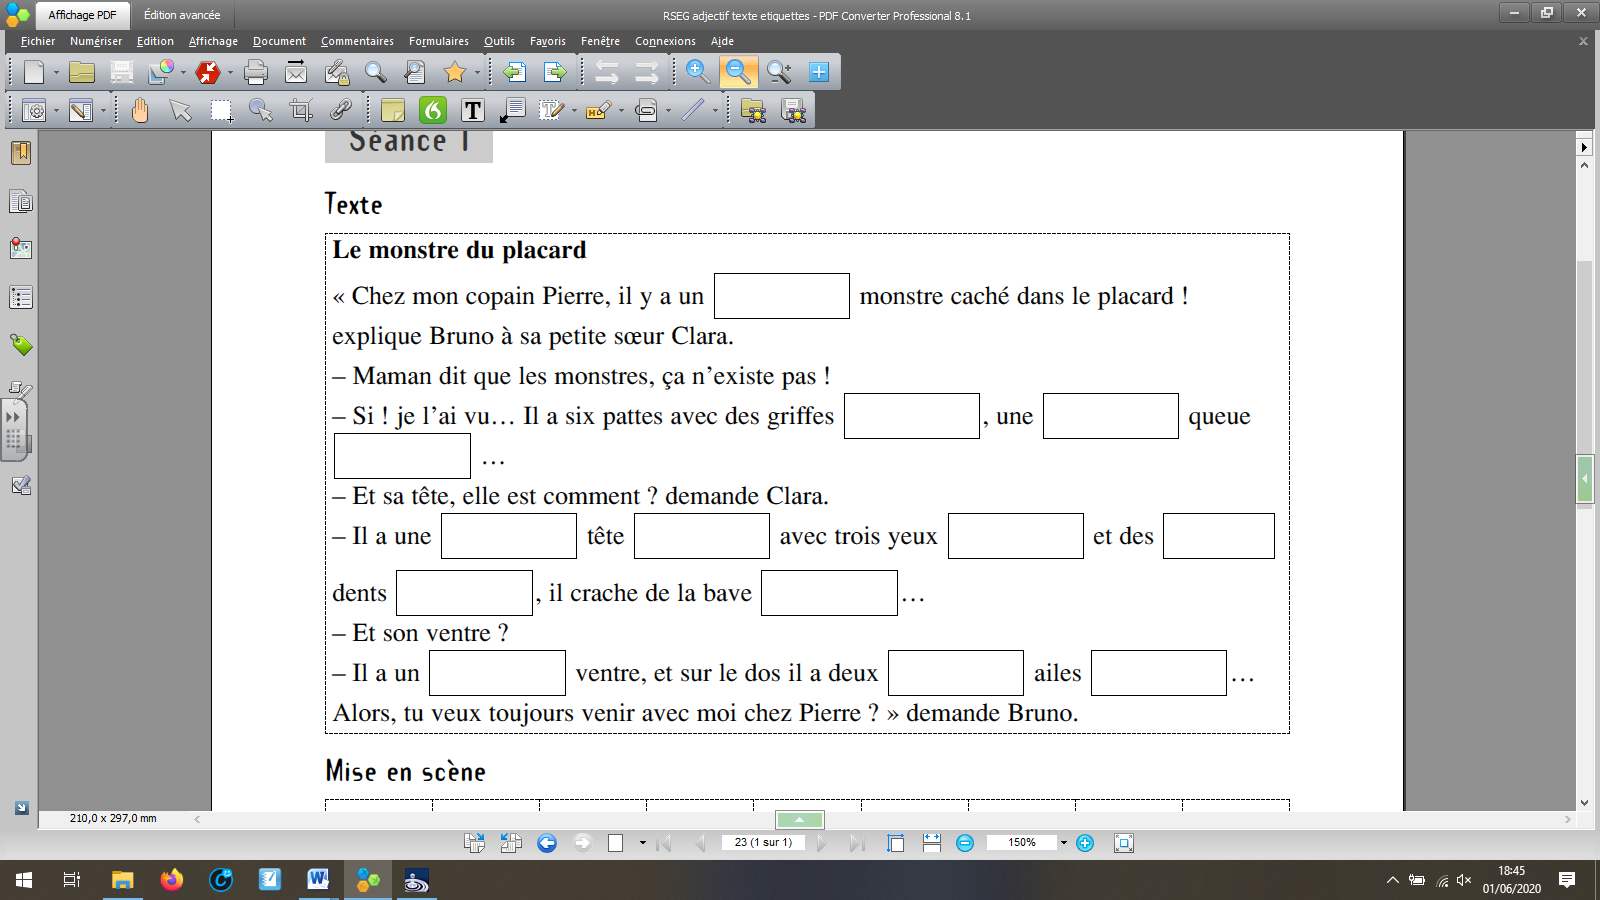 Affichage PDF
Édition avancée
RSEG adjectif texte etiquettes - PDF Converter Professional 8.1
Fichier Numériser Edition Affichage Document Commentaires Formulaires Outils Favoris Fenêtre Connexions Aide
Séance 1
Texte
Le monstre du placard
« Chez mon copain Pierre, il y a un monstre caché dans le placard !
explique Bruno à sa petite sœur Clara.
– Maman dit que les monstres, ça n’existe pas !
– Si ! je l’ai vu… Il a six pattes avec des griffes , une queue
…
– Et sa tête, elle est comment ? demande Clara.
– Il a une tête avec trois yeux et des
dents , il crache de la bave …
– Et son ventre ?
– Il a un ventre, et sur le dos il a deux ailes …
Alors, tu veux toujours venir avec moi chez Pierre ? » demande Bruno.
Mise en scène
210,0 x 297,0 mm
23 (1 sur 1)
150%
18:45
01/06/2020